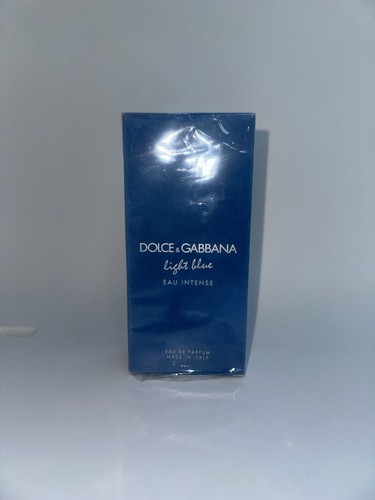 DOLCE & GABBANA
light blue
EAU INTENSE
EAU DE PARFUM
MADE IN ITALY